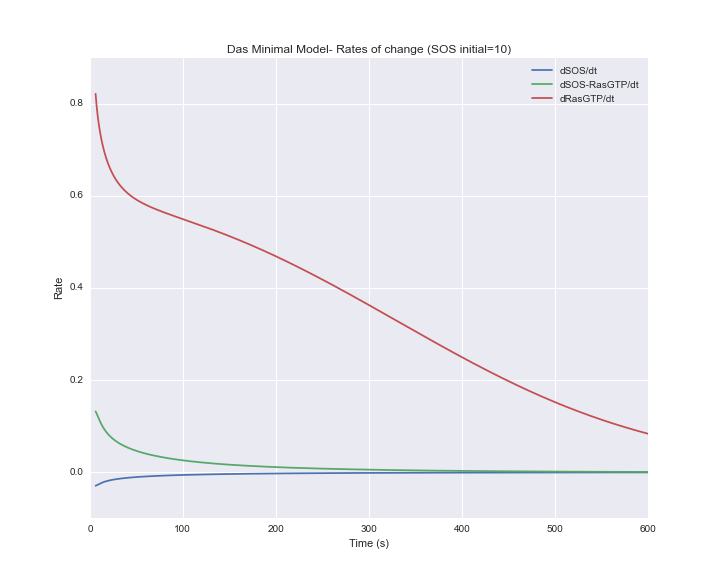 Das Minimal Model- Rates of change (SOS initial=10)
dSOS/dt
dSOS-RasGTP/dt
dRasGTP/dt
0.8
0.6
0.4
0.2
0.0
Rate
0 100 200 300 400 500 600
Time (s)